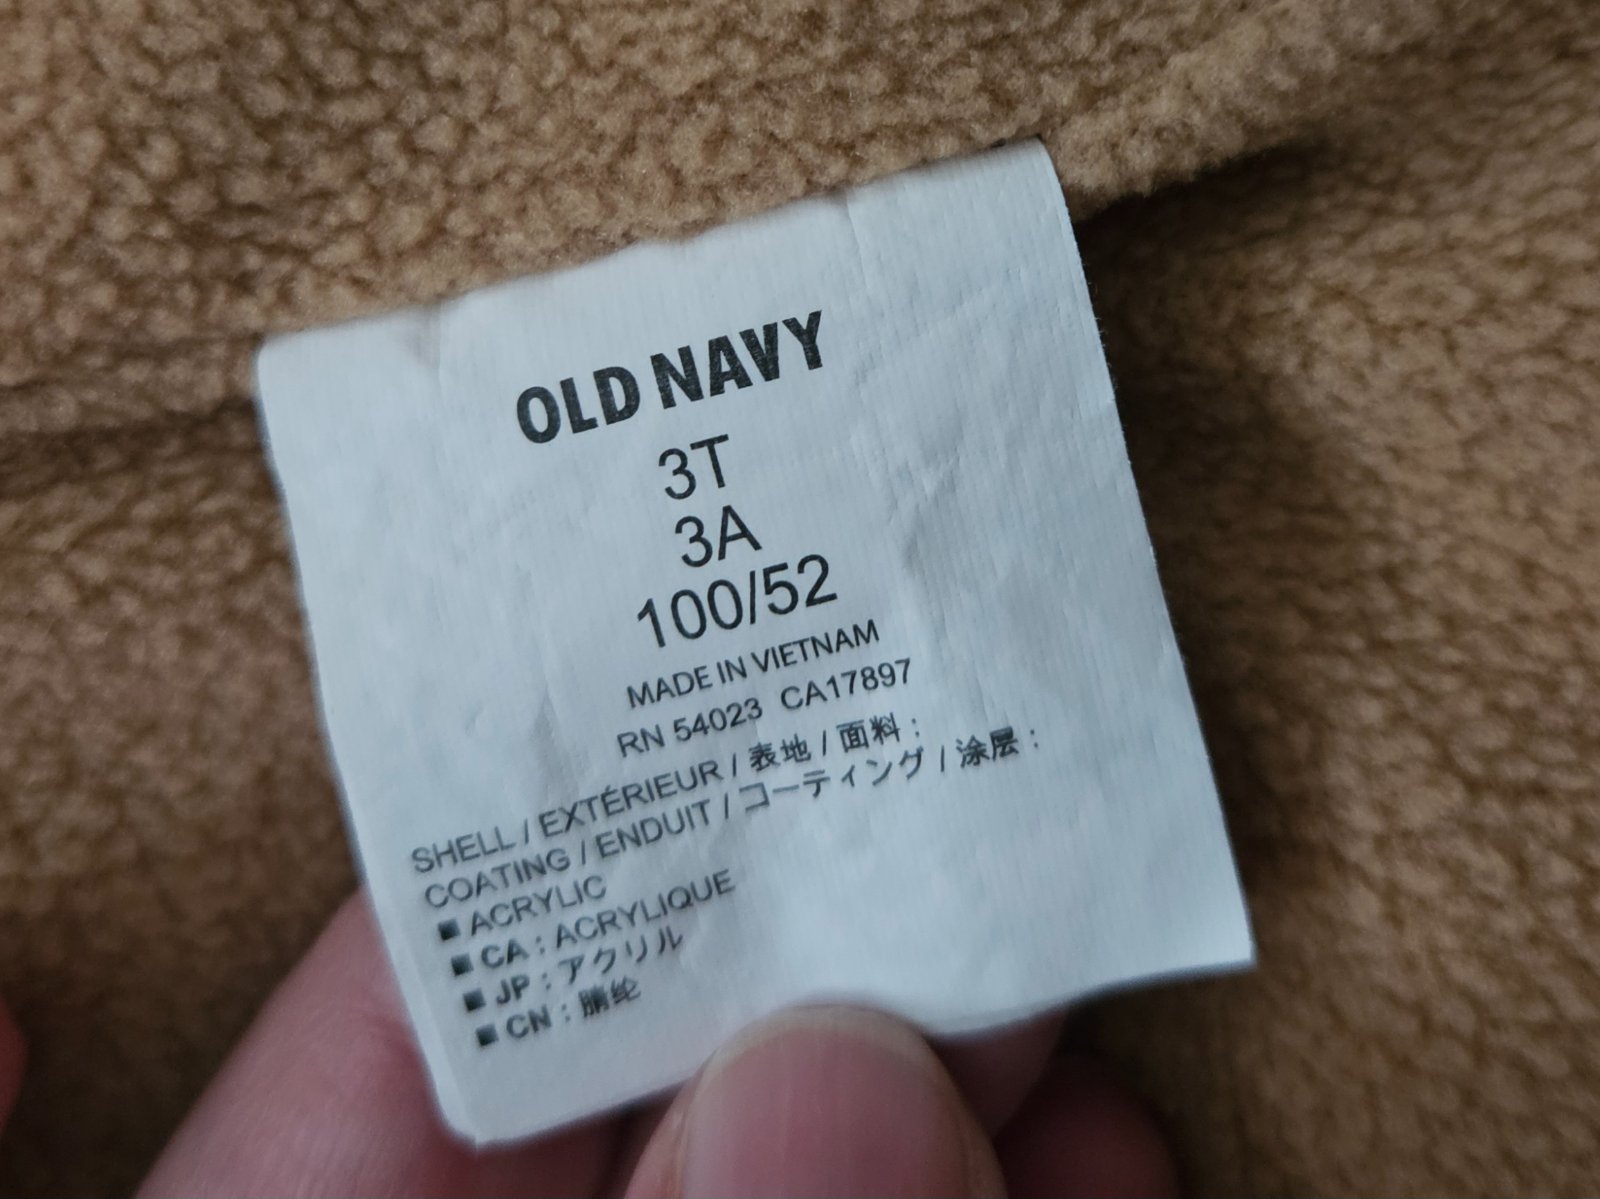 OLD NAVY
3T
3A
100/52
MADE IN VIETNAM
RN 54023 CA17897
SHELL / EXTÉRIEUR / 表地 / 面料 :
COATING / ENDUIT / コーティング / 涂层 :
■ ACRYLIC
■ CA : ACRYLIQUE
■ JP : アクリル
■ CN : 腈纶